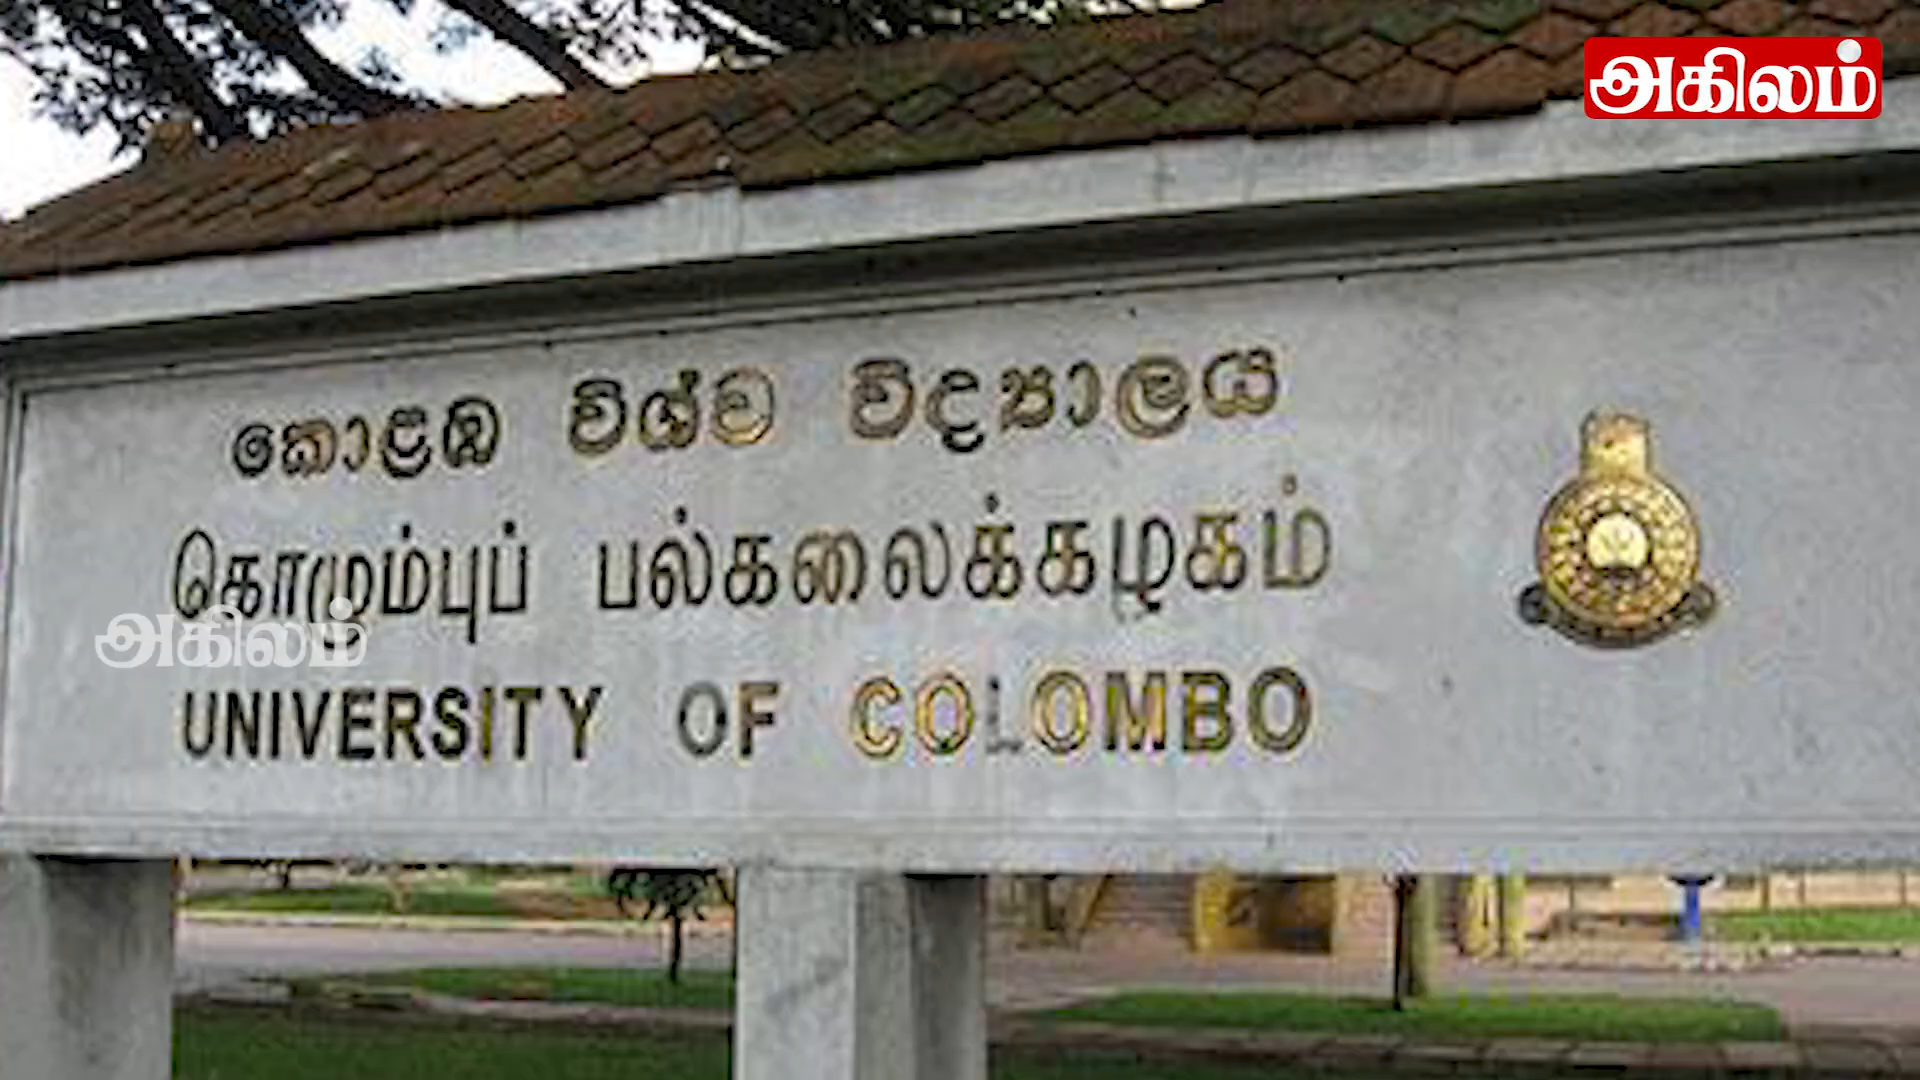 அகிலம்
කොළඹ විශ්ව විද්‍යාලය
கொழும்புப் பல்கலைக்கழகம்
அகிலம்
UNIVERSITY OF COLOMBO